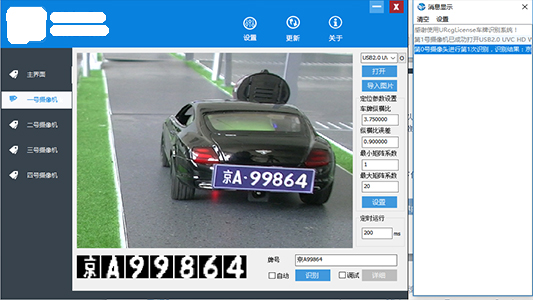 设置
更新
关于
主界面
一号摄像机
二号摄像机
三号摄像机
四号摄像机
京A·99864
京A99864
牌号
京A99864
自动
识别
调试
详细
USB2.0 UV
打开
导入图片
定位参数设置
车牌纵横比
3.750000
纵横比误差
0.900000
最小矩阵系数
1
最大矩阵系数
20
设置
定时运行
200 ms
消息显示
清空 设置
感谢使用URcgLicense车牌识别系统！
第1号摄像机已成功打开USB2.0 UVC HD V
第0号摄像头进行第1次识别，识别结果：京